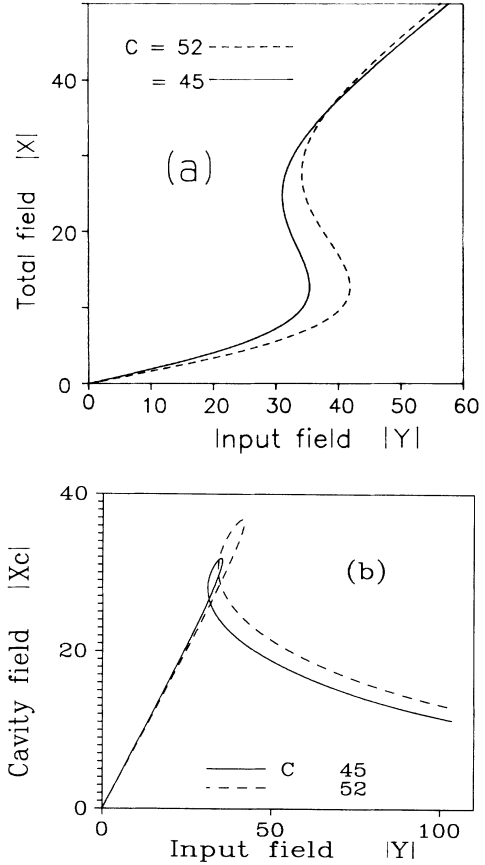 C = 52
= 45
(a)
Total field |X|
40
20
0
0 10 20 30 40 50 60
Input field |Y|
40
20
0
(b)
Cavity field |Xc|
C 45
52
0 50 100
Input field |Y|